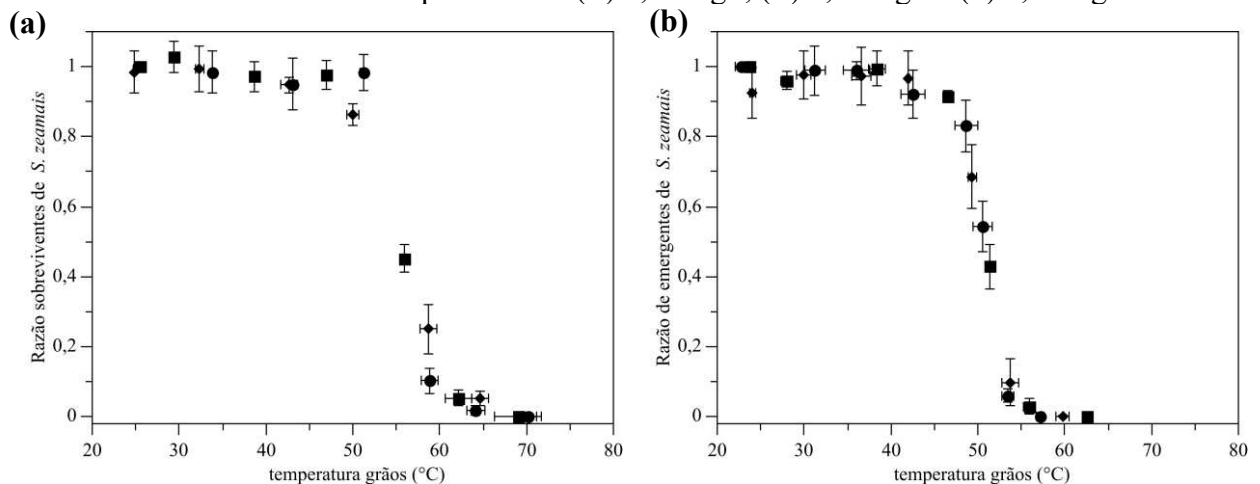 (a)
(b)
Razão sobreviventes de S. zeamais
1
0,8
0,6
0,4
0,2
0
20 30 40 50 60 70 80
temperatura grãos (°C)
Razão de emergentes de S. zeamais
1
0,8
0,6
0,4
0,2
0
20 30 40 50 60 70 80
temperatura grãos (°C)